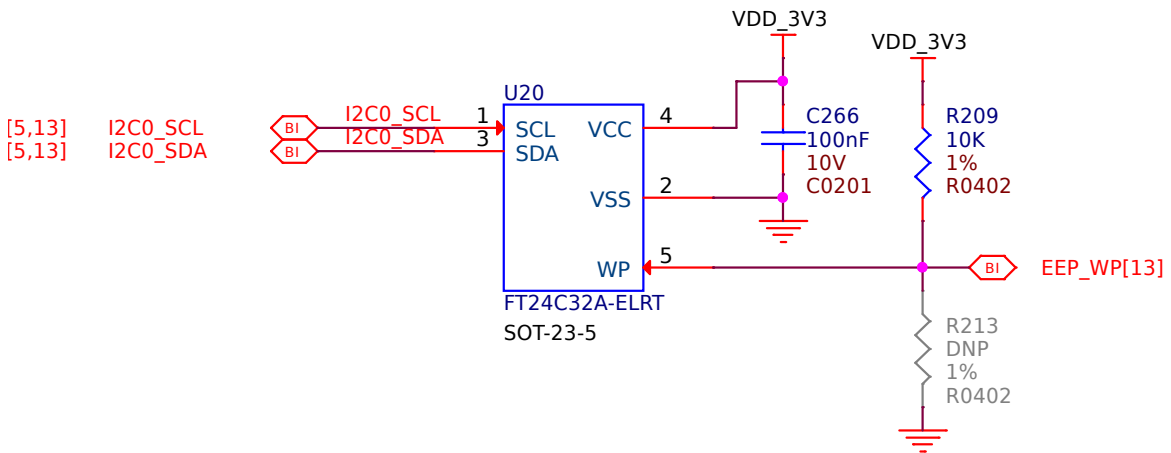 VDD_3V3
VDD_3V3
U20
[5,13] I2C0_SCL BI I2C0_SCL 1 SCL VCC 4
[5,13] I2C0_SDA BI I2C0_SDA 3 SDA
C266
100nF
10V
C0201
R209
10K
1%
R0402
VSS 2
WP 5 BI EEP_WP[13]
FT24C32A-ELRT
SOT-23-5
R213
DNP
1%
R0402